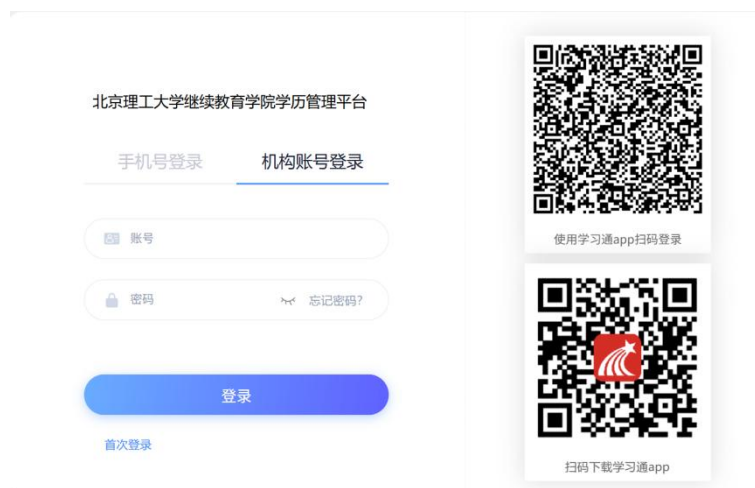 北京理工大学继续教育学院学历管理平台
手机号登录 机构账号登录
账号
密码 忘记密码?
登录
首次登录
使用学习通app扫码登录
扫码下载学习通app